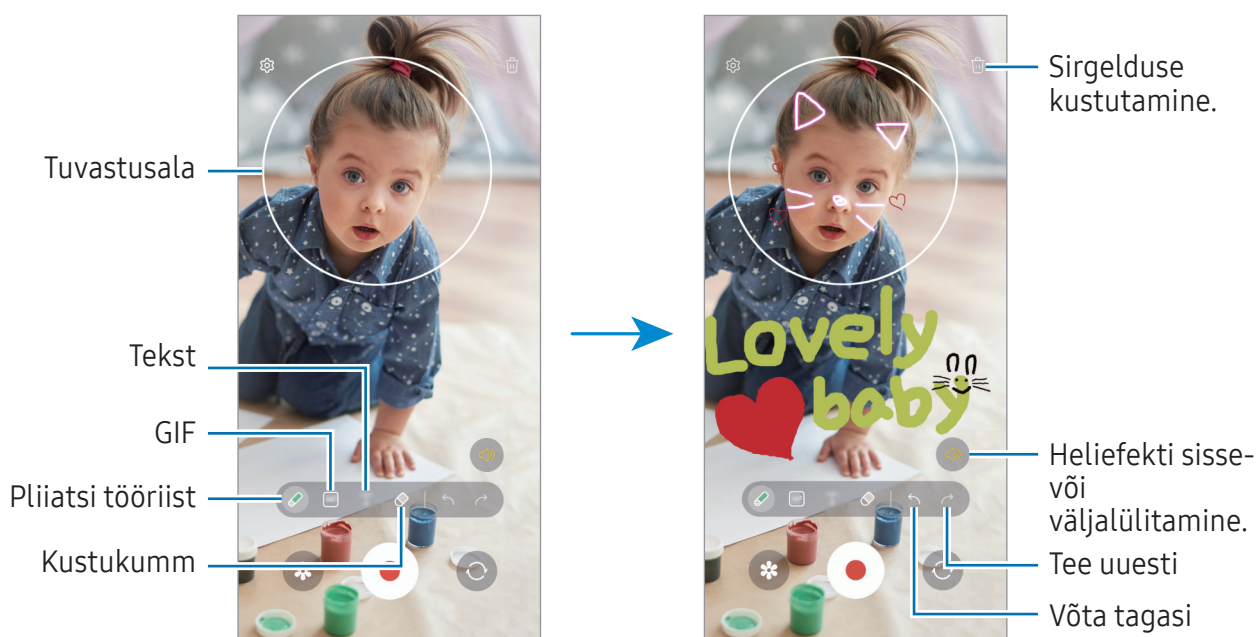 Tuvastusala
Tekst
GIF
Pliiatsi tööriist
Kustukumm
Lovely
baby
Sirgelduse
kustutamine.
Heliefekti sisse-
või
väljalülitamine.
Tee uuesti
Võta tagasi